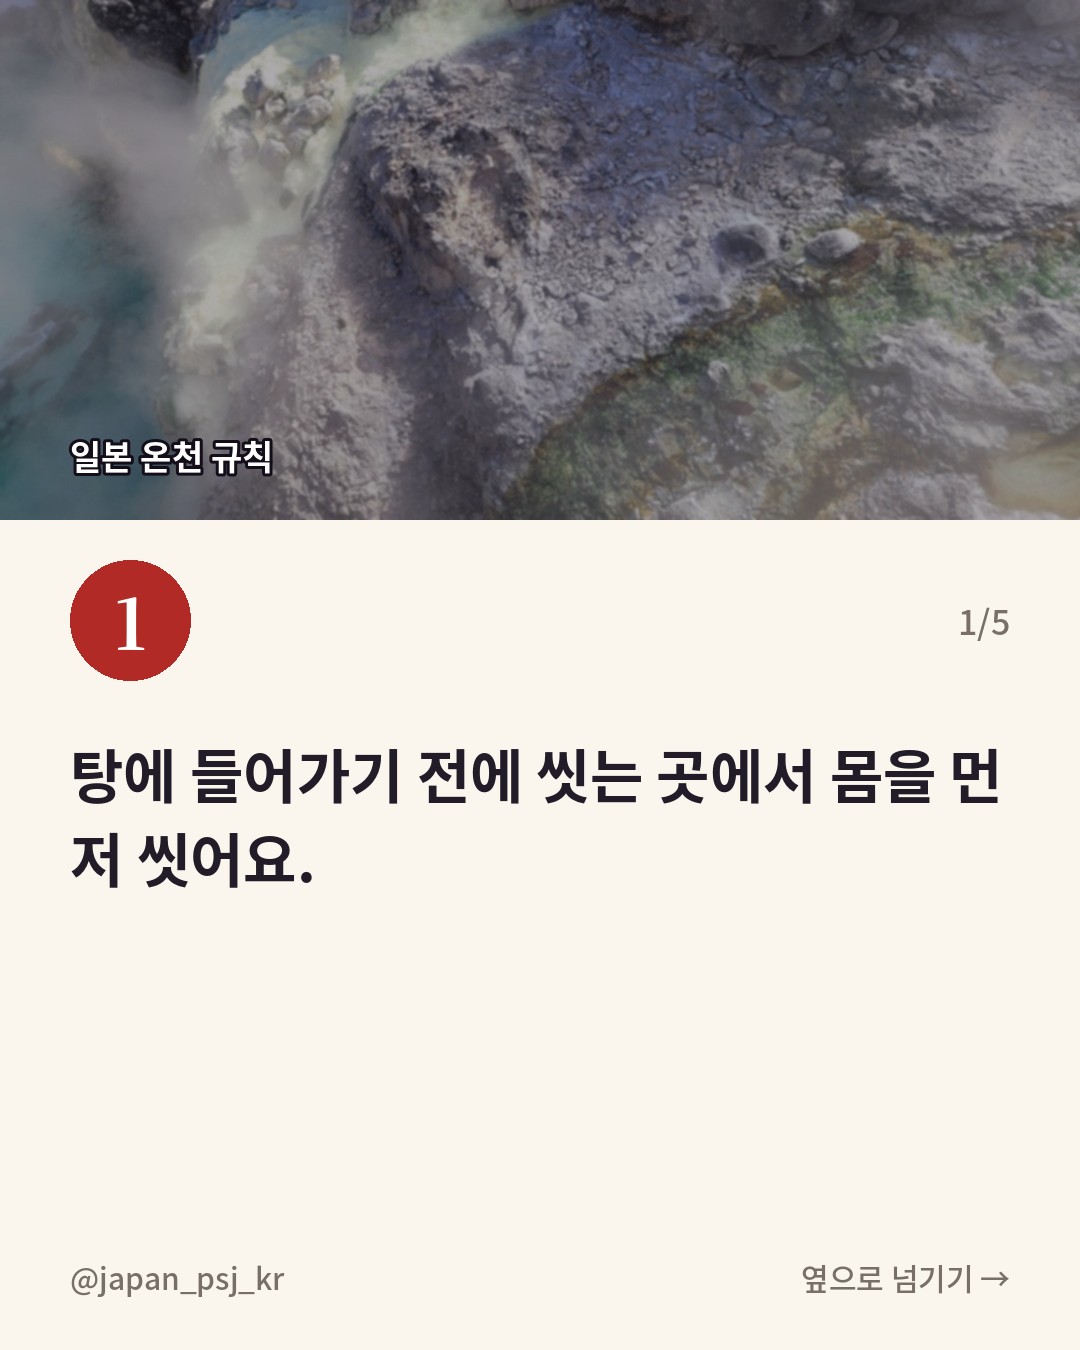 일본 온천 규칙
1
1/5
탕에 들어가기 전에 씻는 곳에서 몸을 먼
저 씻어요.
@japan_psj_kr
옆으로 넘기기 →